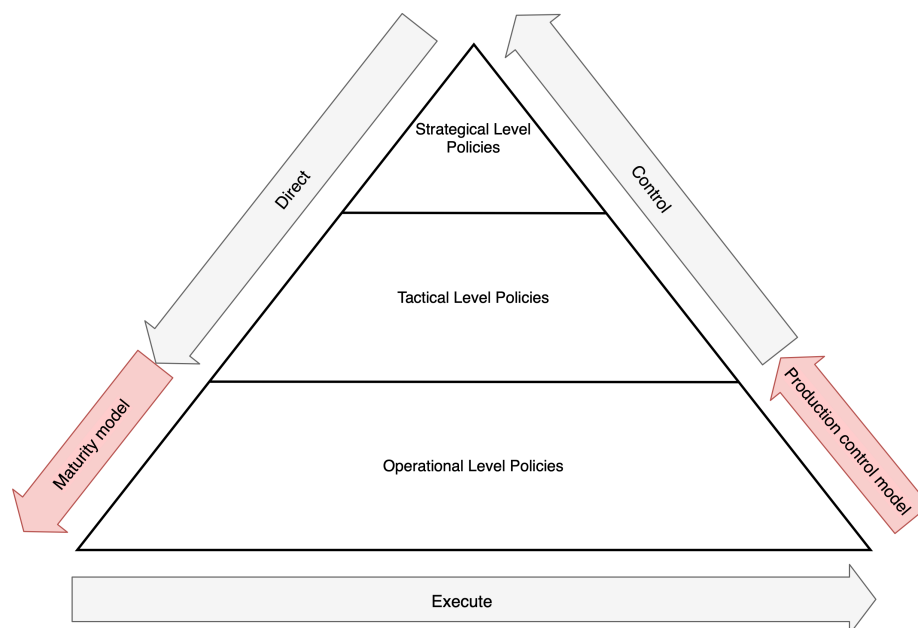 Strategical Level
Policies
Direct
Control
Tactical Level Policies
Maturity model
Production control model
Operational Level Policies
Execute